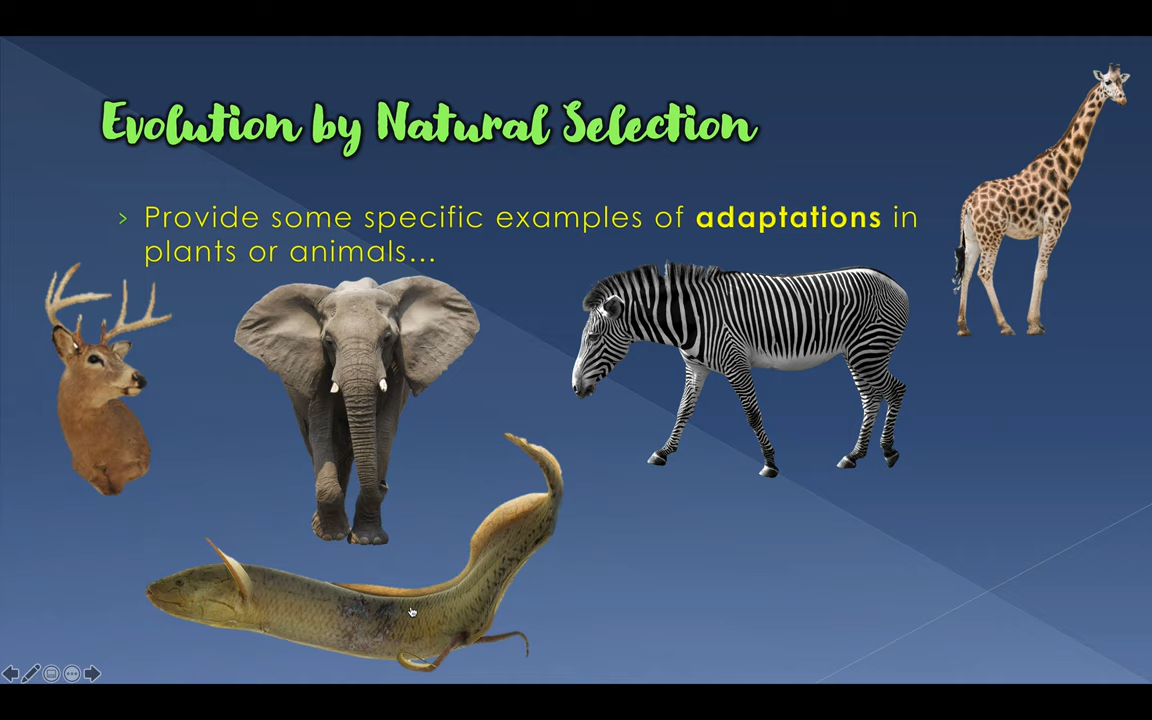 Evolution by Natural Selection
› Provide some specific examples of adaptations in
plants or animals...